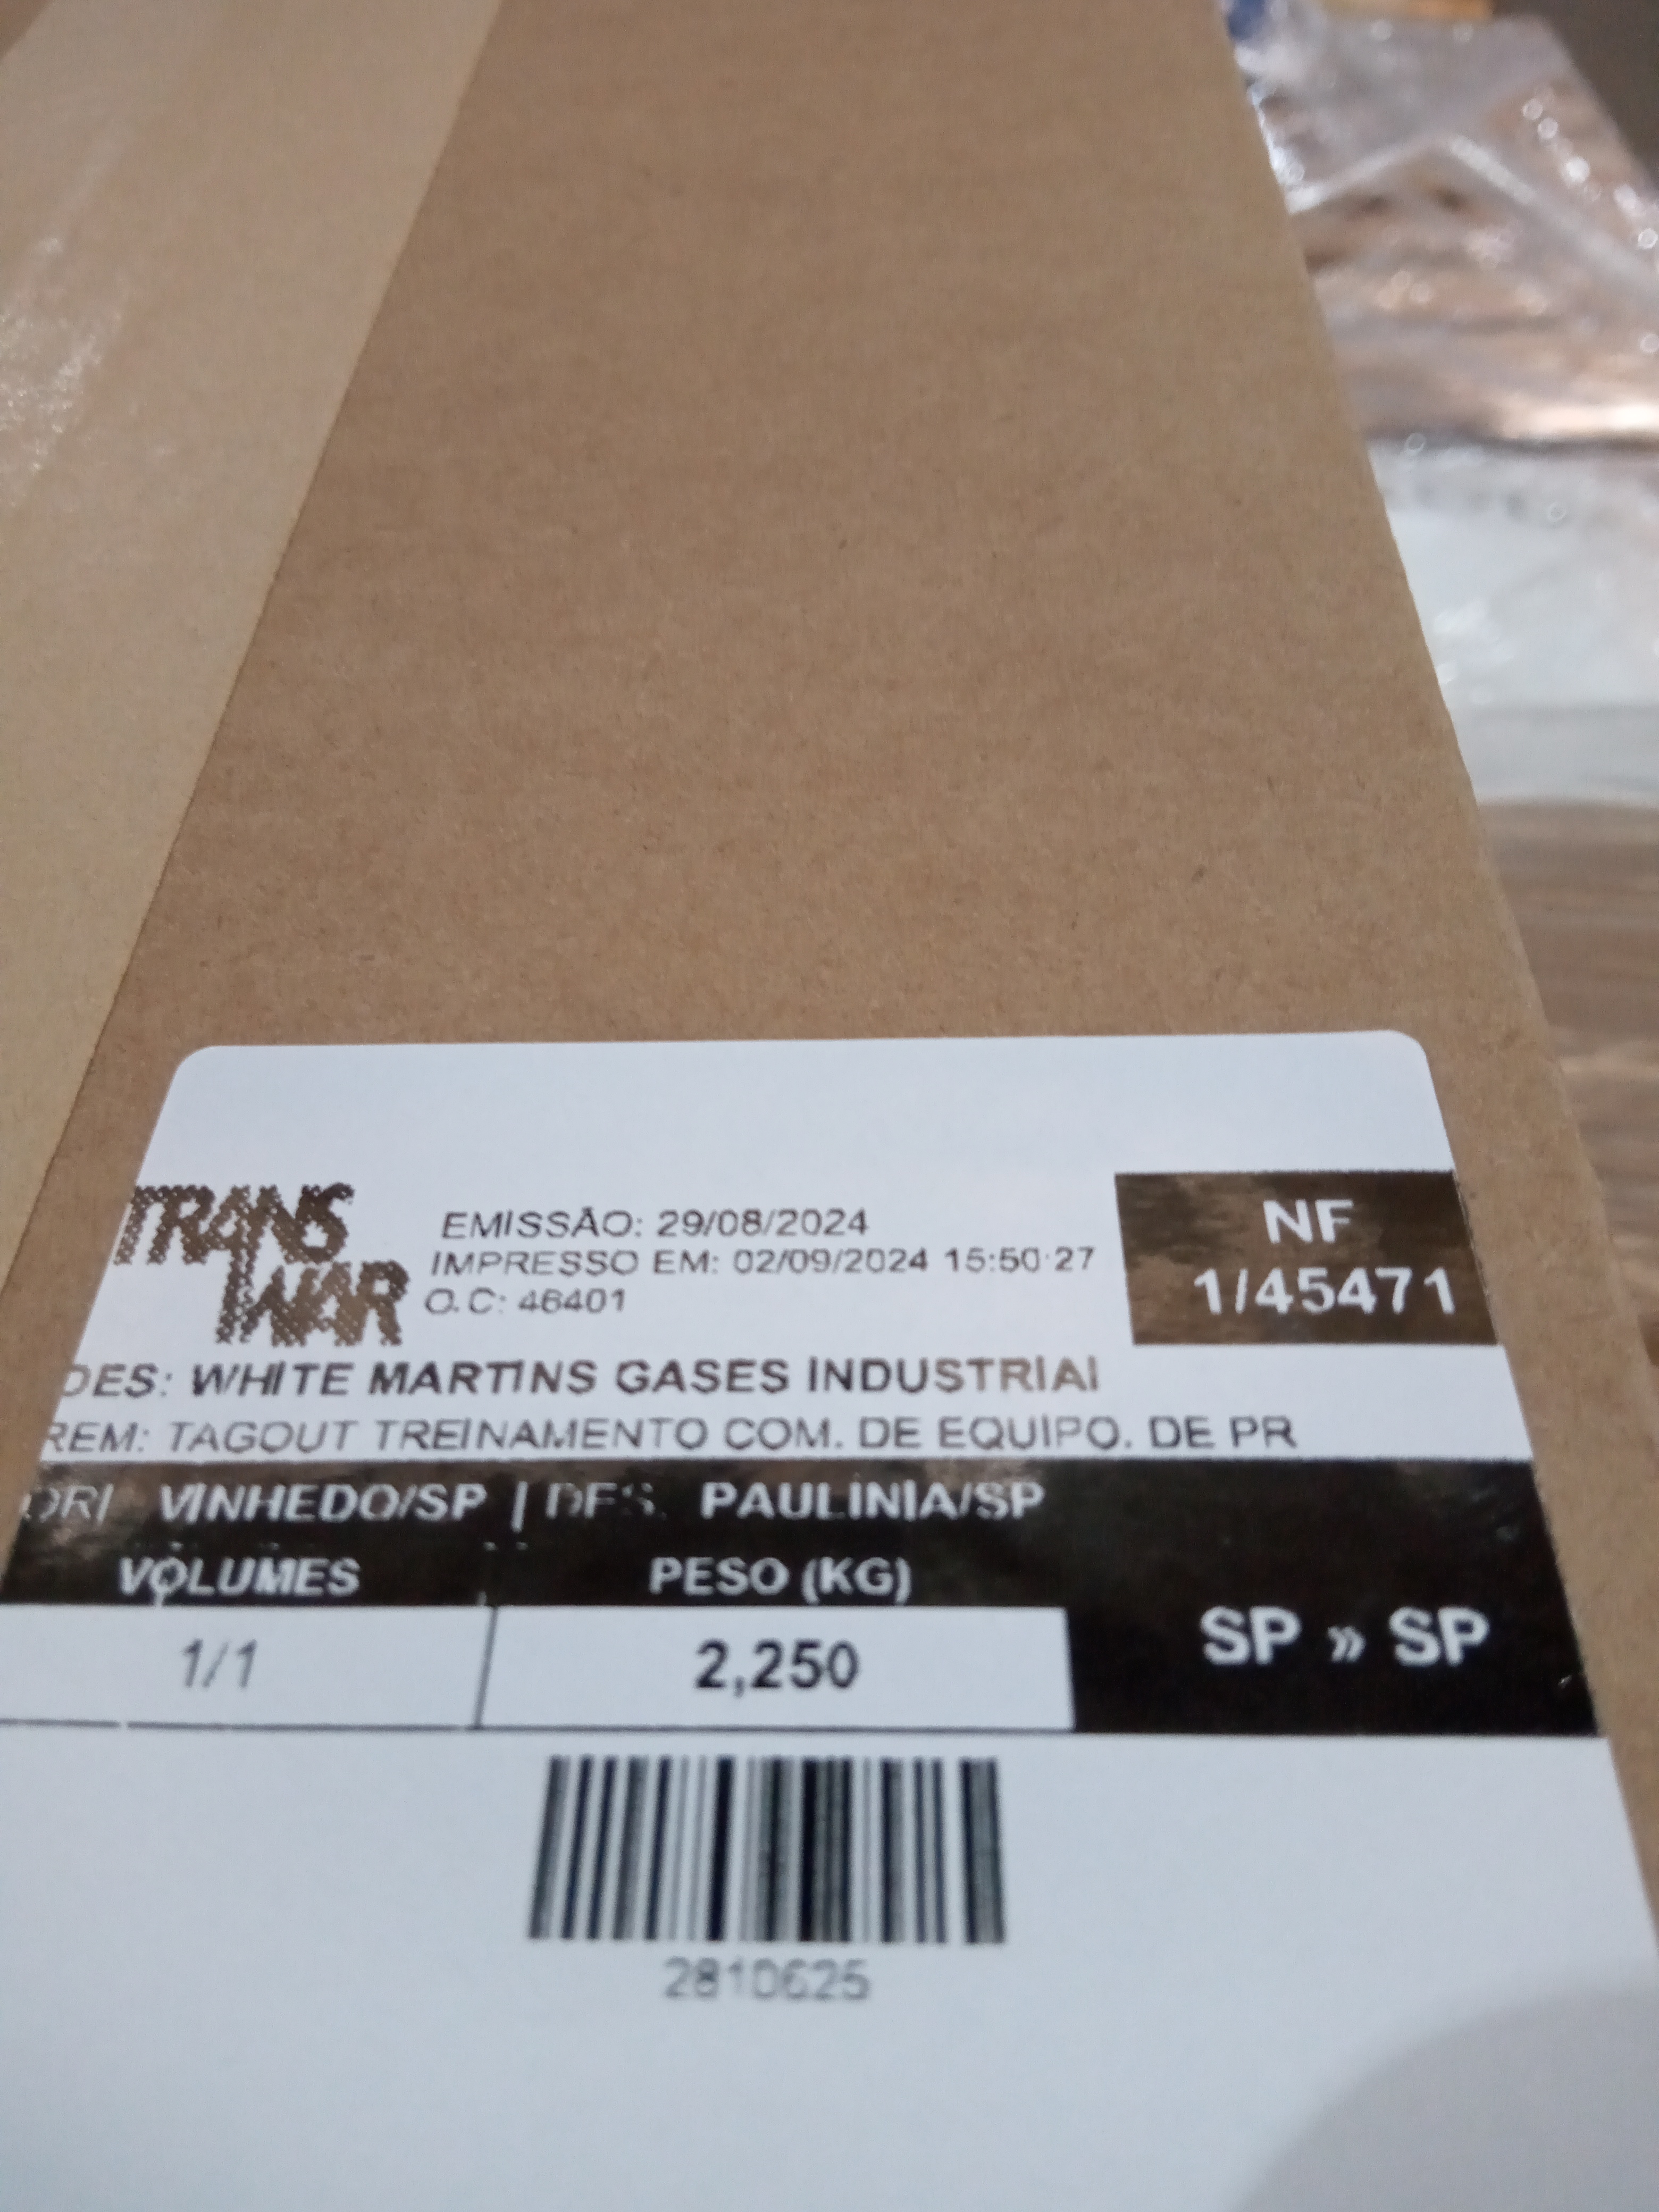 TRANS
WAR
EMISSÃO: 29/08/2024
IMPRESSO EM: 02/09/2024 15:50:27
O.C: 46401
NF
1/45471
DES: WHITE MARTINS GASES INDUSTRIAI
REM: TAGOUT TREINAMENTO COM. DE EQUIPO. DE PR
ORI VINHEDO/SP | DES. PAULINIA/SP
VOLUMES
PESO (KG)
1/1
2,250
SP » SP
2810625